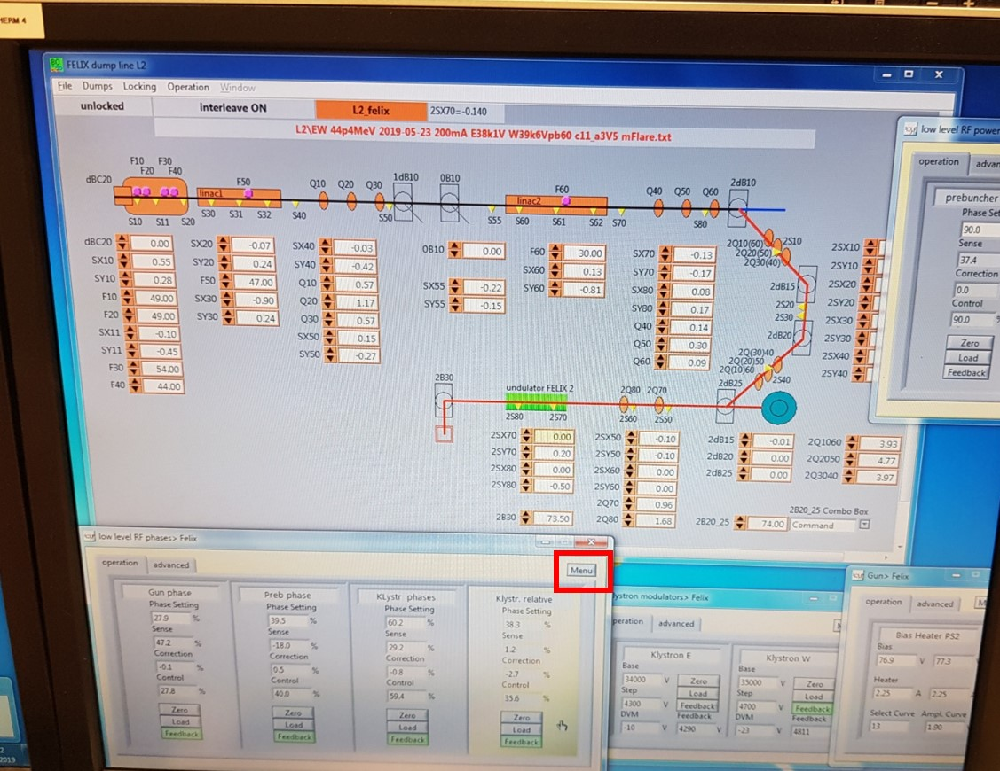 HERM 4
FELIX dump line L2
File Dumps Locking Operation Window
unlocked interleave ON L2_felix 2SX70=-0.140
L2\EW 44p4MeV 2019-05-23 200mA E38k1V W39k6Vpb60 c11_a3V5 mFlare.txt
F10 F30
F20 F40
dBC20
linac1
F50
Q10 Q20 Q30 1dB10 0B10
linac2
F60
Q40 Q50 Q60 2dB10
S10 S11 S20 S30 S31 S32 S40 S50 S55 S60 S61 S62 S70 S80
2Q10(60) 2S10
2Q20(50)
2Q30(40)
2dB15
2S20
2S30
2dB20
2Q(30)40
2Q(20)50
2Q(10)60
2S40
2dB25
dBC20 0.00
SX10 0.55
SY10 0.28
F10 49.00
F20 49.00
SX11 -0.10
SY11 -0.45
F30 54.00
F40 44.00
SX20 -0.07
SY20 0.24
F50 47.00
SX30 -0.90
SY30 0.24
SX40 -0.03
SY40 -0.42
Q10 0.57
Q20 1.17
Q30 0.57
SX50 0.15
SY50 -0.27
0B10 0.00
SX55 -0.22
SY55 -0.15
F60 30.00
SX60 0.13
SY60 -0.81
SX70 -0.13
SY70 -0.17
SX80 0.08
SY80 0.17
Q40 0.14
Q50 0.30
Q60 0.09
2SX10
2SY10
2SX20
2SY20
2SX30
2SY30
2SX40
2SY40
2B30
undulator FELIX 2
2Q80 2Q70
2S80 2S70 2S60 2S50
2SX70 0.00
2SY70 0.20
2SX80 0.00
2SY80 -0.50
2B30 73.50
2SX50 -0.10
2SY50 -0.10
2SX60 0.00
2SY60 0.00
2Q70 0.96
2Q80 1.68
2dB15 -0.01
2dB20 0.00
2dB25 0.00
2Q1060 3.93
2Q2050 4.77
2Q3040 3.97
2B20_25 Combo Box
2B20_25 74.00 Command
low level RF power
operation advan
prebuncher
Phase Set
90.0
Sense
37.4
Correction
0.0
Control
90.0 %
Zero
Load
Feedback
low level RF phases> Felix
operation advanced
Menu
Gun phase
Phase Setting
27.9 %
Sense
47.2 %
Correction
-0.1 %
Control
27.8 %
Zero
Load
Feedback
Preb phase
Phase Setting
39.5 %
Sense
-18.0 %
Correction
0.5 %
Control
40.0 %
Zero
Load
Feedback
KLystr phases
Phase Setting
60.2 %
Sense
29.2 %
Correction
-0.8 %
Control
59.4 %
Zero
Load
Feedback
Klystr. relative
Phase Setting
38.3 %
Sense
1.2 %
Correction
-2.7 %
Control
35.6 %
Zero
Load
Feedback
lystron modulators> Felix
peration advanced
Klystron E
Base
34000 V
Step
4300 V
DVM
-10 V
Zero
Load
Feedback
Feedback
4290 V
Klystron W
Base
35000 V
Step
4700 V
DVM
-23 V
Zero
Load
Feedback
Feedback
4811
Gun> Felix
operation advanced M
Bias Heater PS2
Bias
76.9 V 77.3
Heater
2.25 A 2.25
Select Curve Ampl. Curve
13 1.90
2
2019